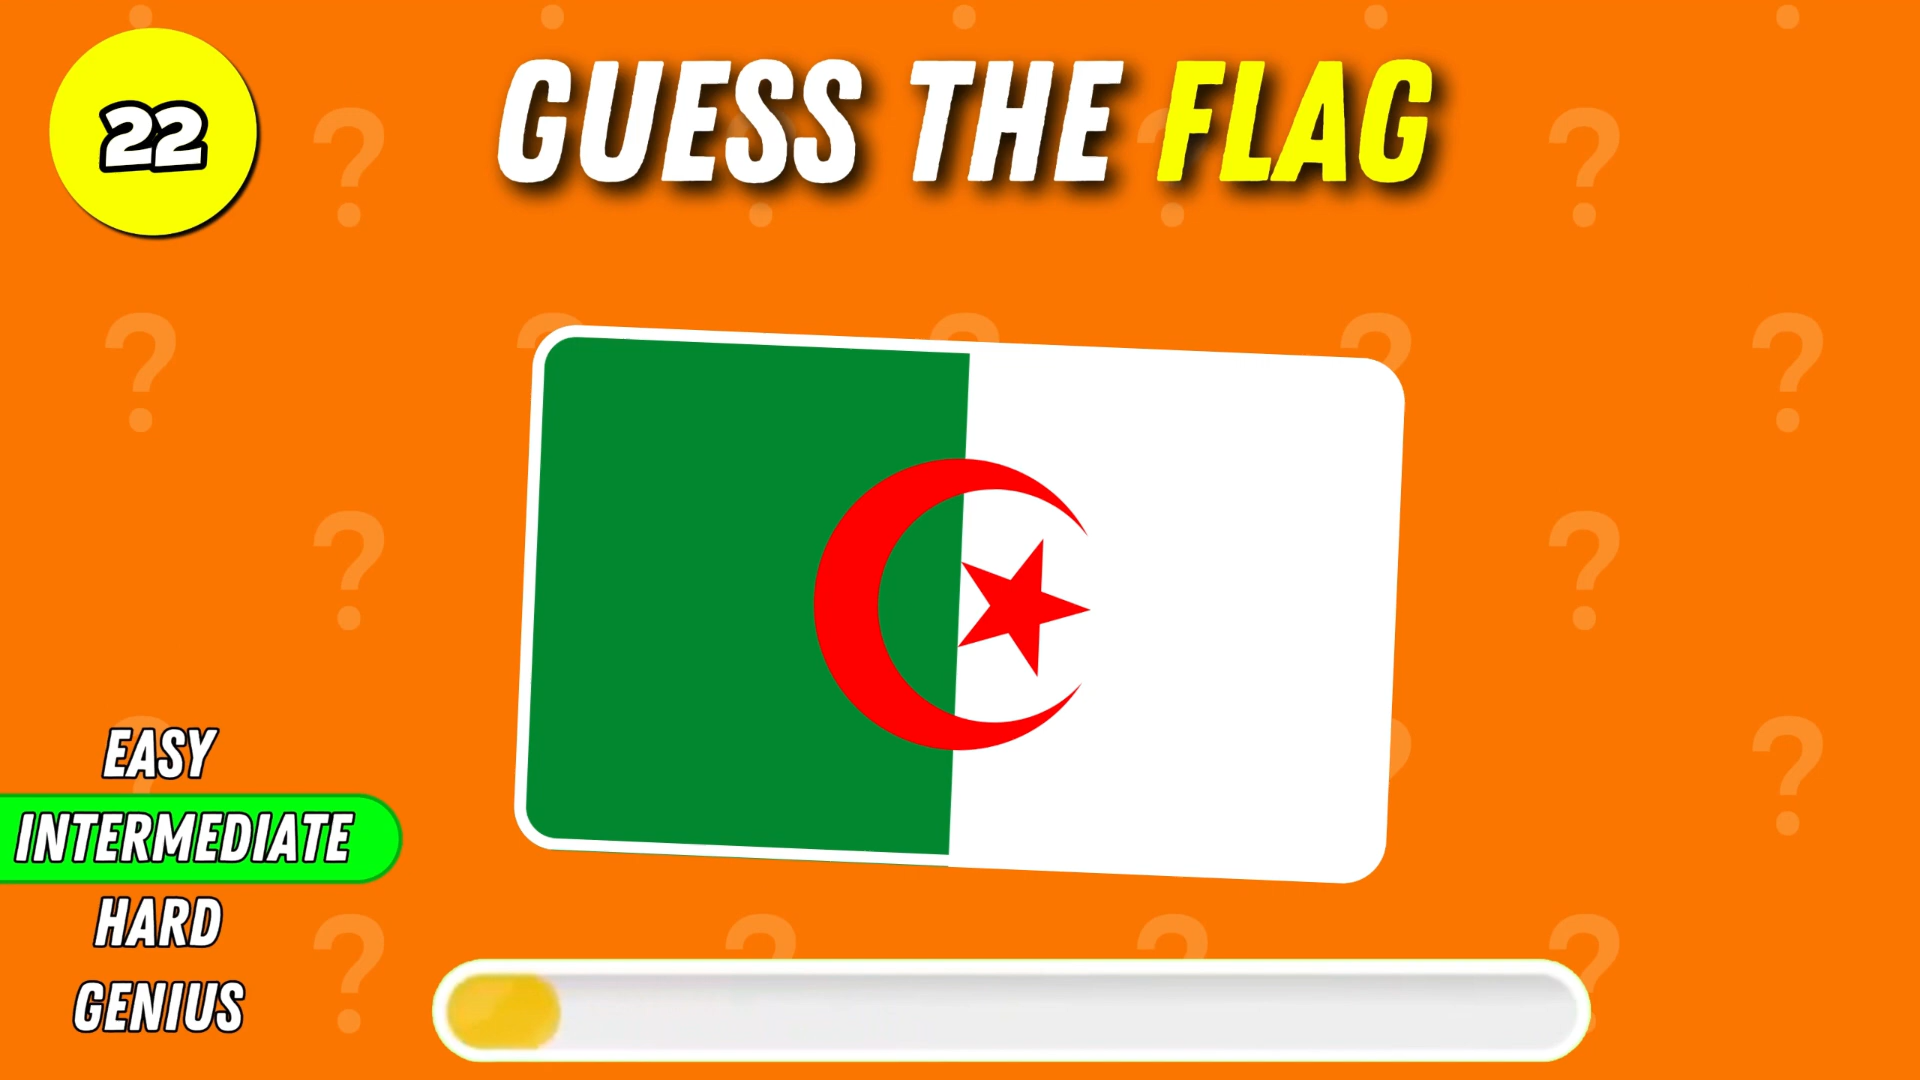 22
GUESS THE FLAG
EASY
INTERMEDIATE
HARD
GENIUS